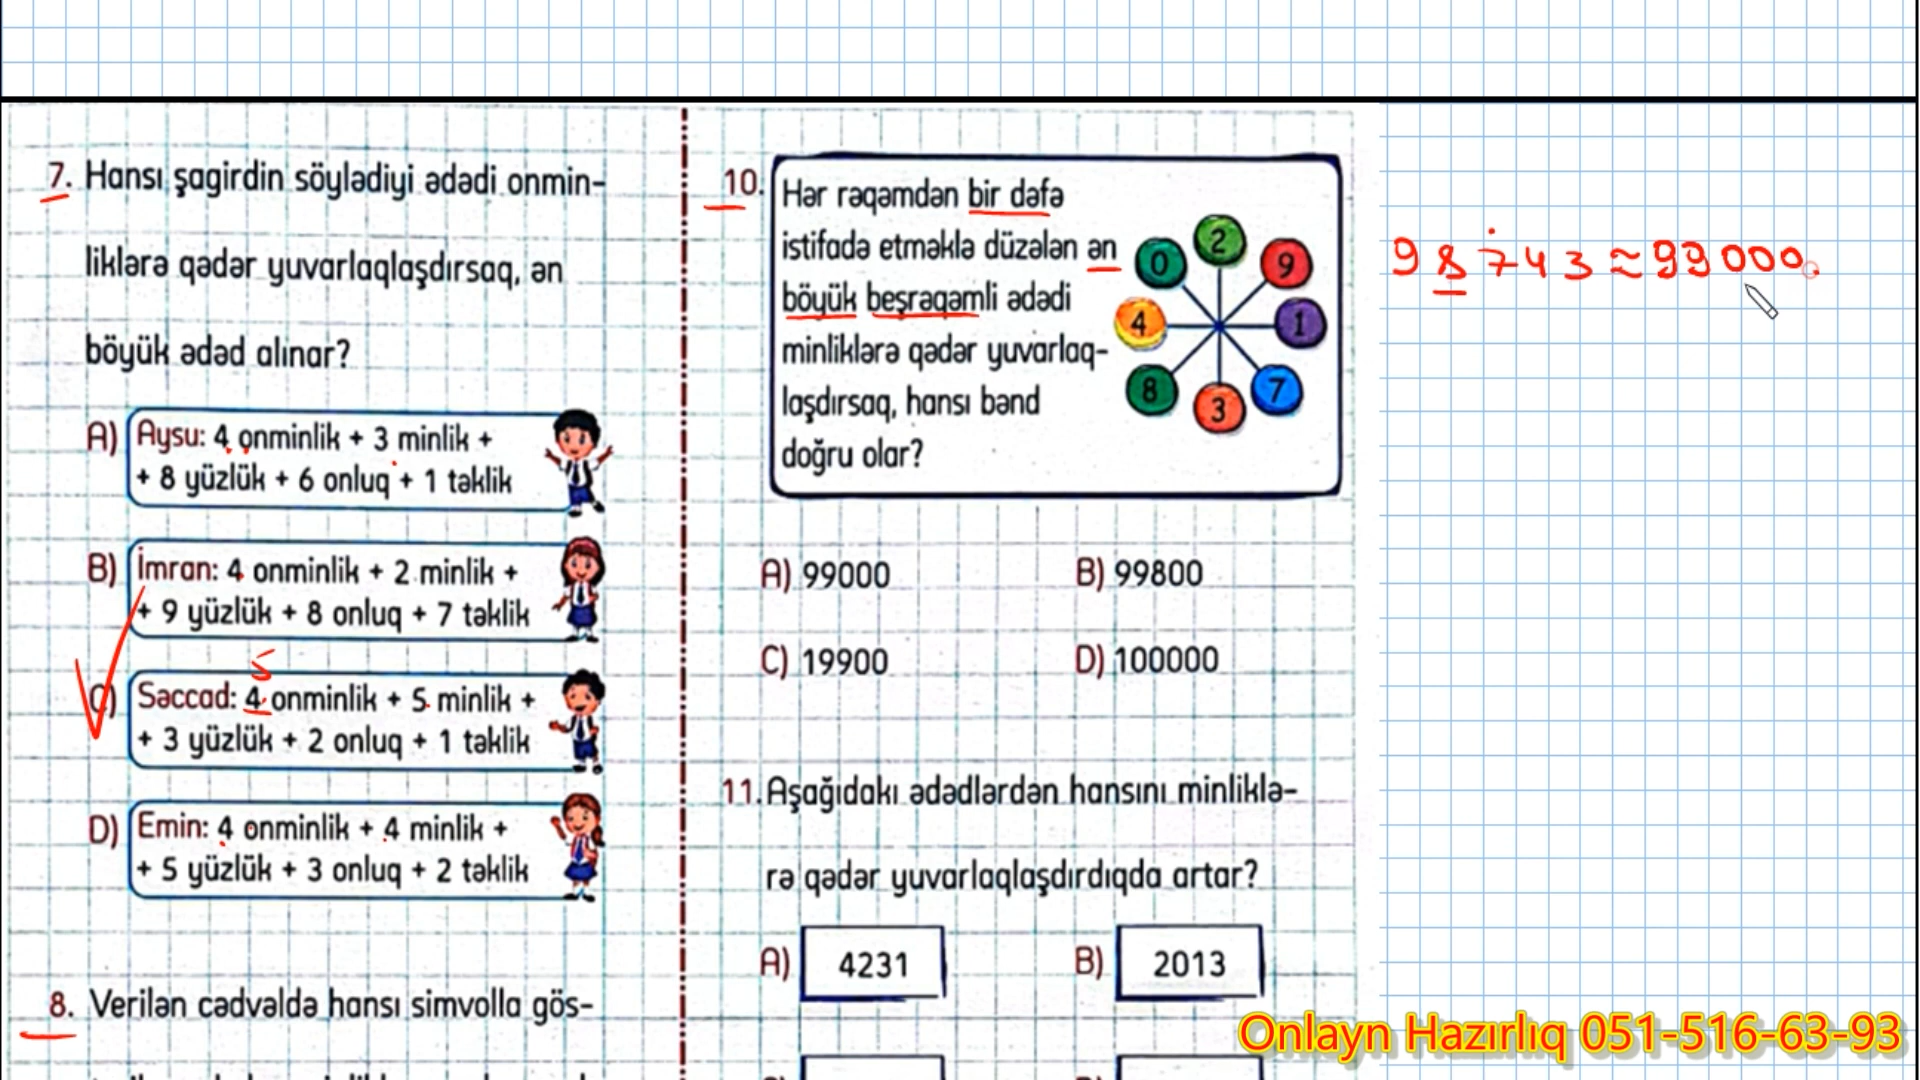 7. Hansı şagirdin söylədiyi ədədi onmin-
liklərə qədər yuvarlaqlaşdırsaq, ən
böyük ədəd alınar?
A) Aysu: 4 onminlik + 3 minlik +
+ 8 yüzlük + 6 onluq + 1 təklik
B) İmran: 4 onminlik + 2 minlik +
+ 9 yüzlük + 8 onluq + 7 təklik
5
C) Səccad: 4 onminlik + 5 minlik +
+ 3 yüzlük + 2 onluq + 1 təklik
D) Emin: 4 onminlik + 4 minlik +
+ 5 yüzlük + 3 onluq + 2 təklik
8. Verilən cədvəldə hansı simvolla gös-
10. Hər rəqəmdən bir dəfə
istifadə etməklə düzələn ən
böyük beşrəqəmli ədədi
minliklərə qədər yuvarlaq-
laşdırsaq, hansı bənd
doğru olar?
2
0 9
4 1
8 7
3
A) 99000 B) 99800
C) 19900 D) 100000
11. Aşağıdakı ədədlərdən hansını minliklə-
rə qədər yuvarlaqlaşdırdıqda artar?
A) 4231 B) 2013
98743≈99000
Onlayn Hazırlıq 051-516-63-93